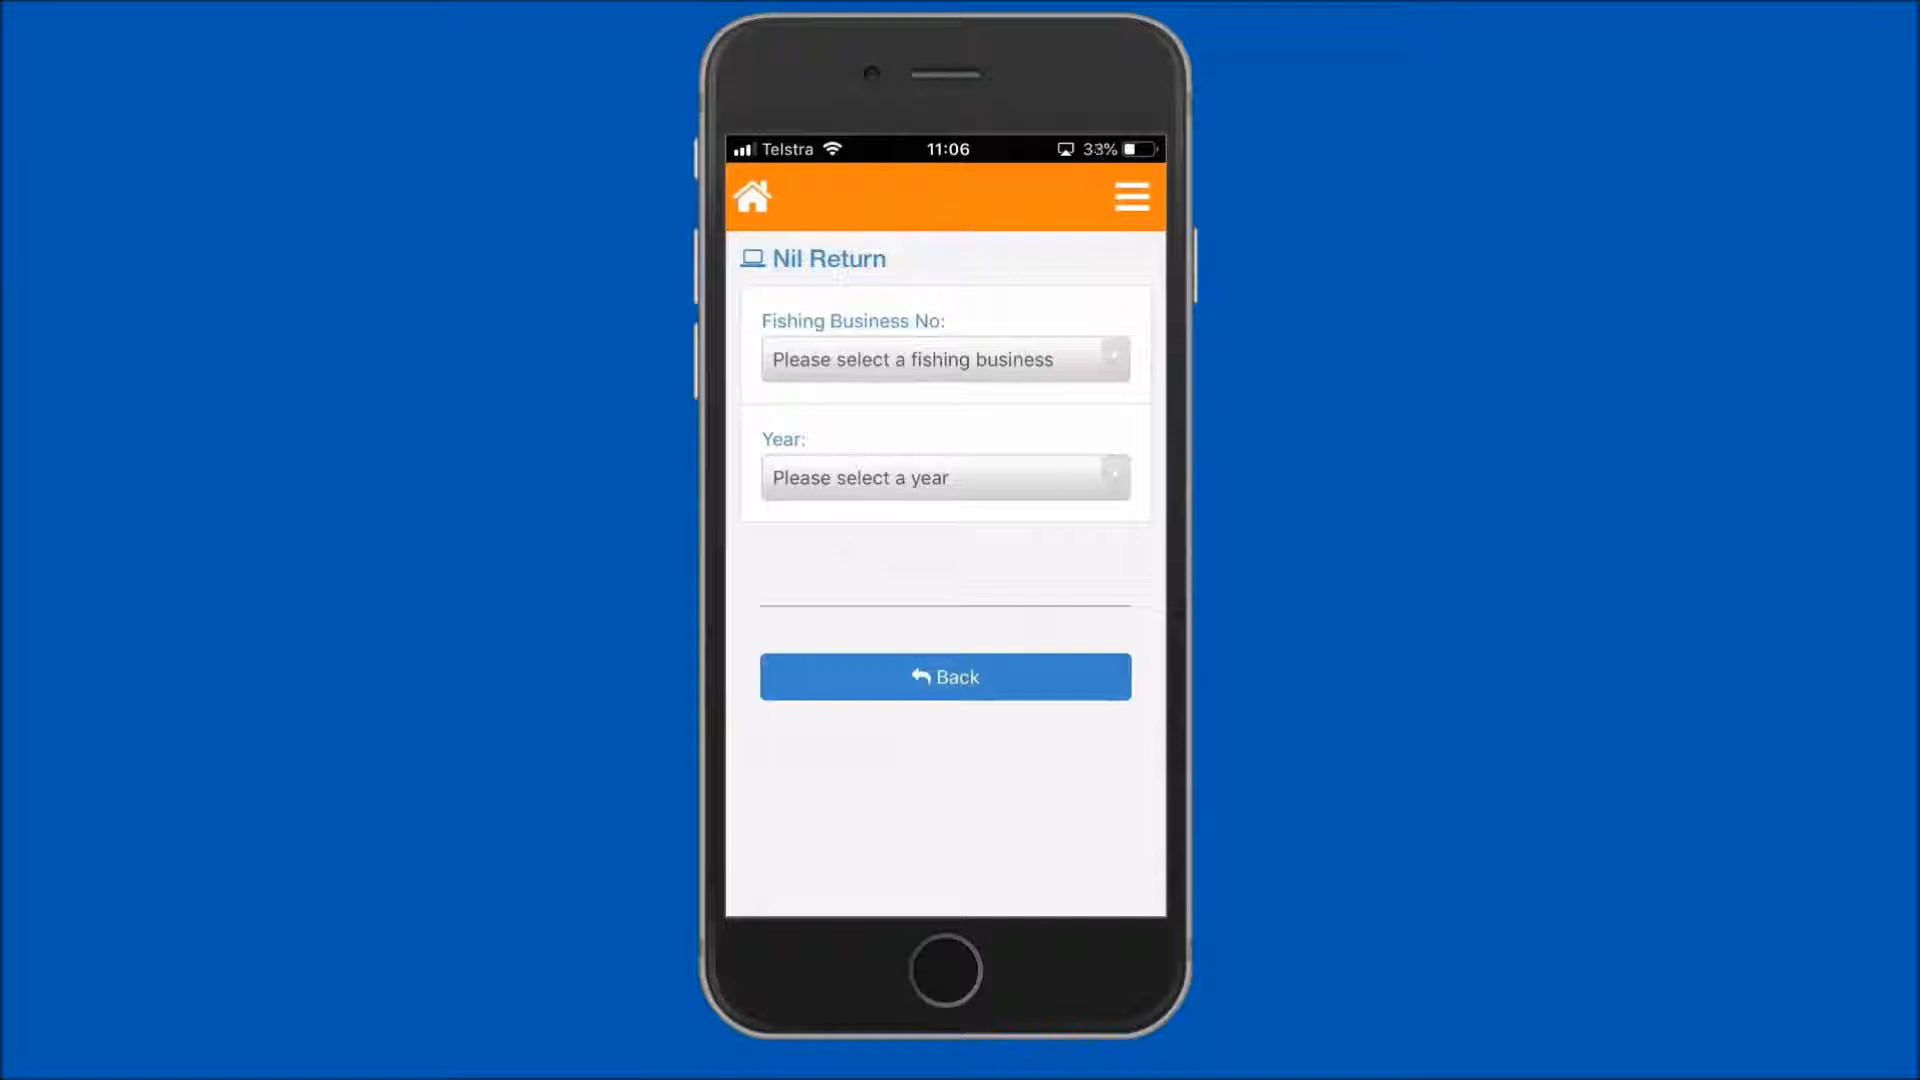 Telstra 11:06 33%
Nil Return
Fishing Business No:
Please select a fishing business
Year:
Please select a year
Back